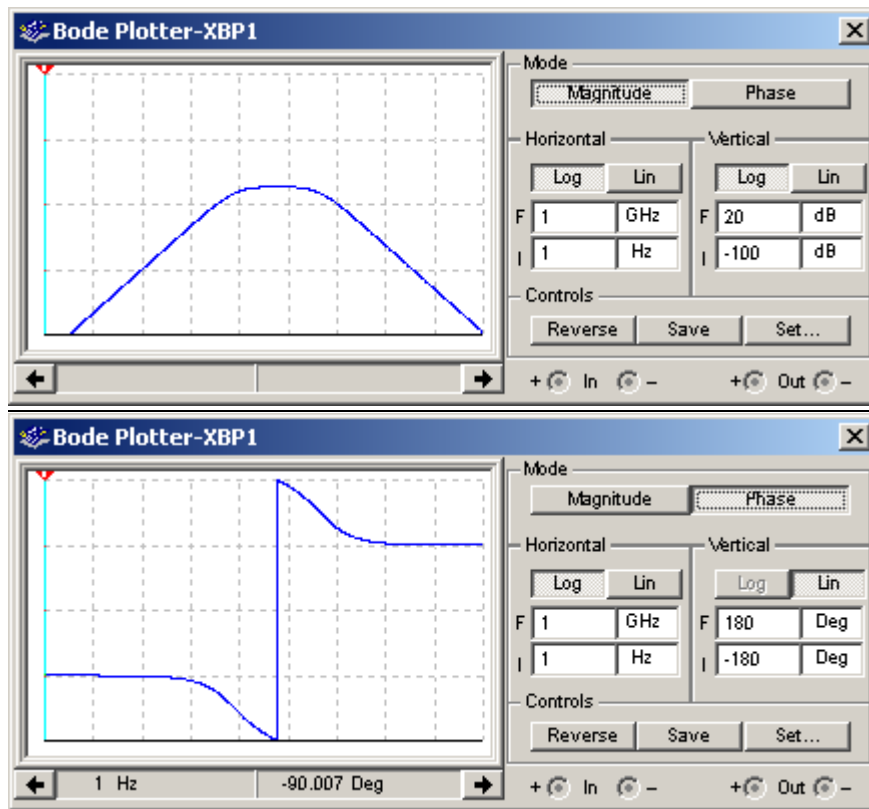 Bode Plotter-XBP1
Mode
Magnitude Phase
Horizontal Vertical
Log Lin Log Lin
F 1 GHz F 20 dB
I 1 Hz I -100 dB
Controls
Reverse Save Set...
+ In - + Out -
Bode Plotter-XBP1
Mode
Magnitude Phase
Horizontal Vertical
Log Lin Log Lin
F 1 GHz F 180 Deg
I 1 Hz I -180 Deg
Controls
Reverse Save Set...
1 Hz -90.007 Deg + In - + Out -